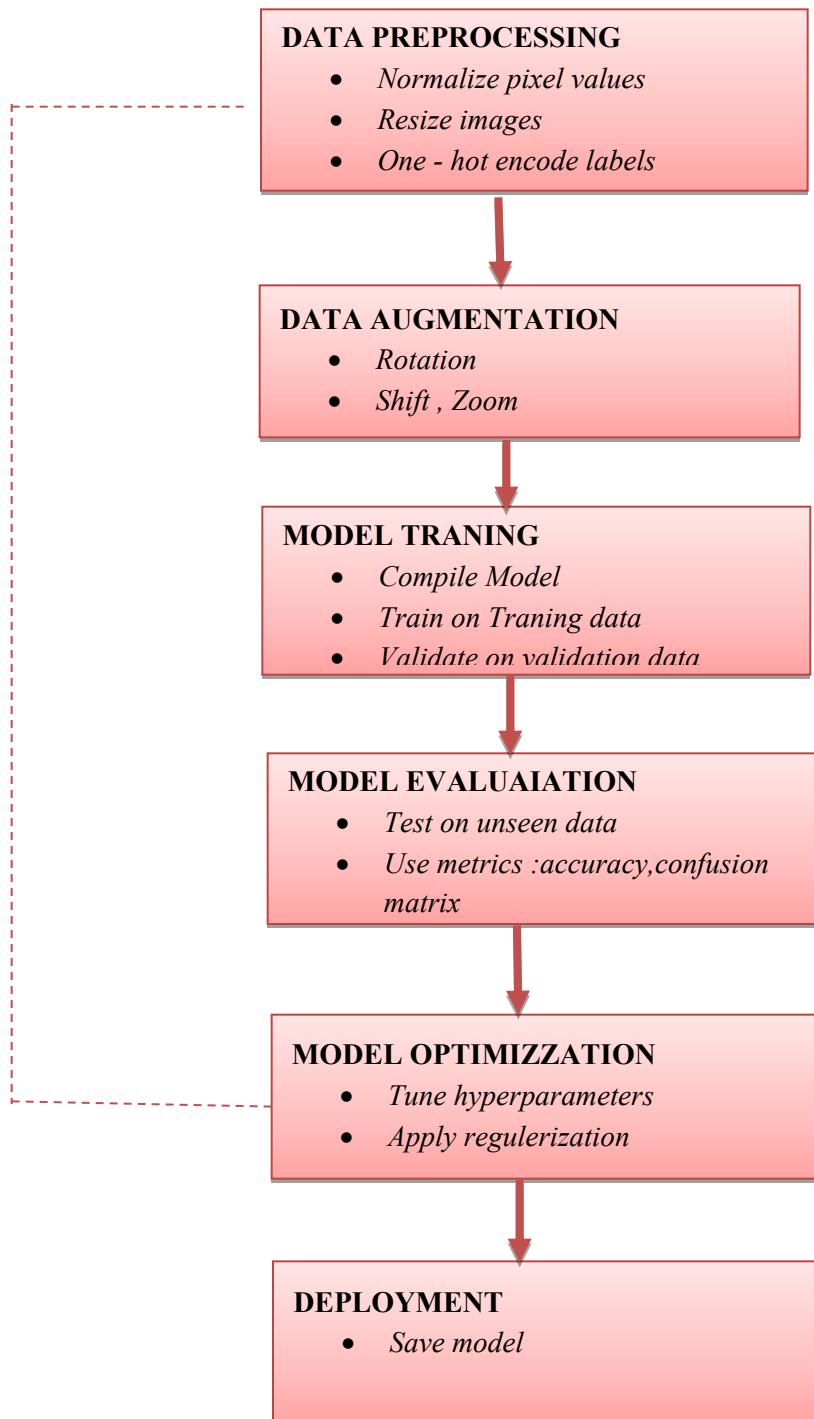 DATA PREPROCESSING
• Normalize pixel values
• Resize images
• One - hot encode labels
DATA AUGMENTATION
• Rotation
• Shift , Zoom
MODEL TRANING
• Compile Model
• Train on Traning data
• Validate on validation data
MODEL EVALUAIATION
• Test on unseen data
• Use metrics :accuracy,confusion
matrix
MODEL OPTIMIZZATION
• Tune hyperparameters
• Apply regulerization
DEPLOYMENT
• Save model